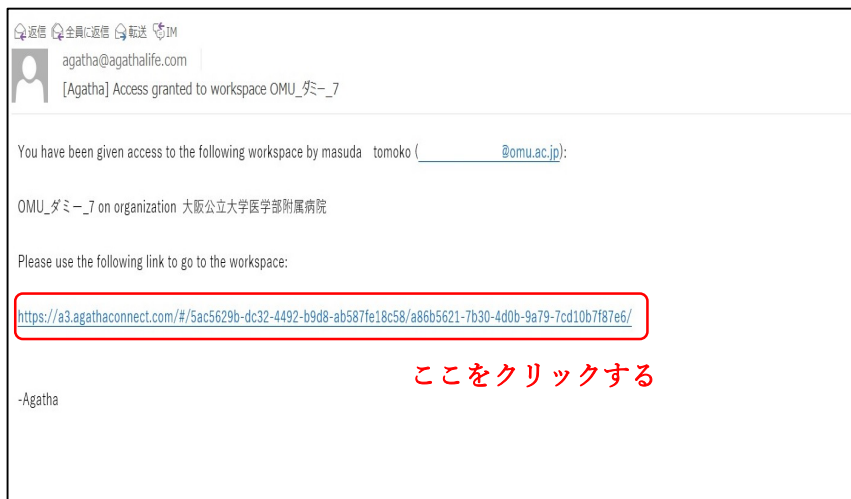 返信 全員に返信 転送 IM
agatha@agathalife.com
[Agatha] Access granted to workspace OMU_ダミー_7
You have been given access to the following workspace by masuda tomoko ( @omu.ac.jp):
OMU_ダミー_7 on organization 大阪公立大学医学部附属病院
Please use the following link to go to the workspace:
https://a3.agathaconnect.com/#/5ac5629b-dc32-4492-b9d8-ab587fe18c58/a86b5621-7b30-4d0b-9a79-7cd10b7f87e6/
ここをクリックする
-Agatha